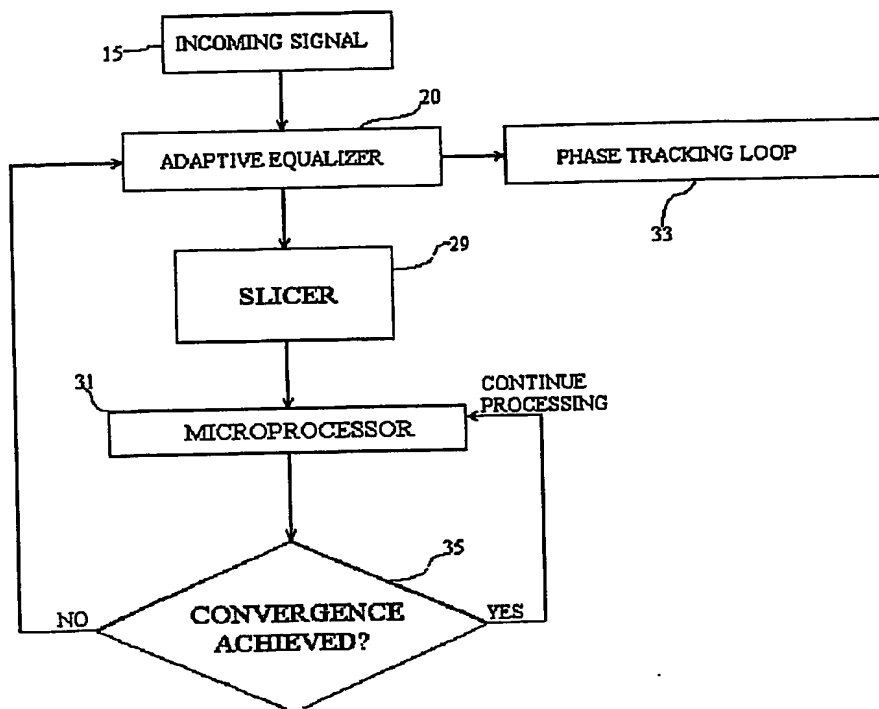 15
INCOMING SIGNAL
20
ADAPTIVE EQUALIZER
PHASE TRACKING LOOP
33
29
SLICER
31
CONTINUE
PROCESSING
MICROPROCESSOR
35
NO
CONVERGENCE
ACHIEVED?
YES